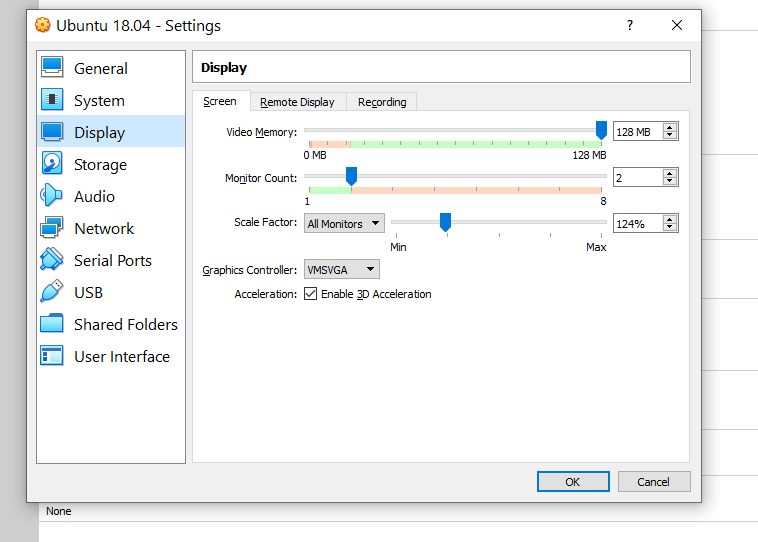 Ubuntu 18.04 - Settings
? ×
General
System
Display
Storage
Audio
Network
Serial Ports
USB
Shared Folders
User Interface
Display
Screen Remote Display Recording
Video Memory: 128 MB
0 MB 128 MB
Monitor Count: 2
1 8
Scale Factor: All Monitors 124%
Min Max
Graphics Controller: VMSVGA
Acceleration: Enable 3D Acceleration
OK Cancel
None